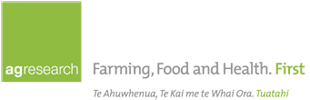 agresearch
Farming, Food and Health. First
Te Ahuwhenua, Te Kai me te Whai Ora. Tuatahi